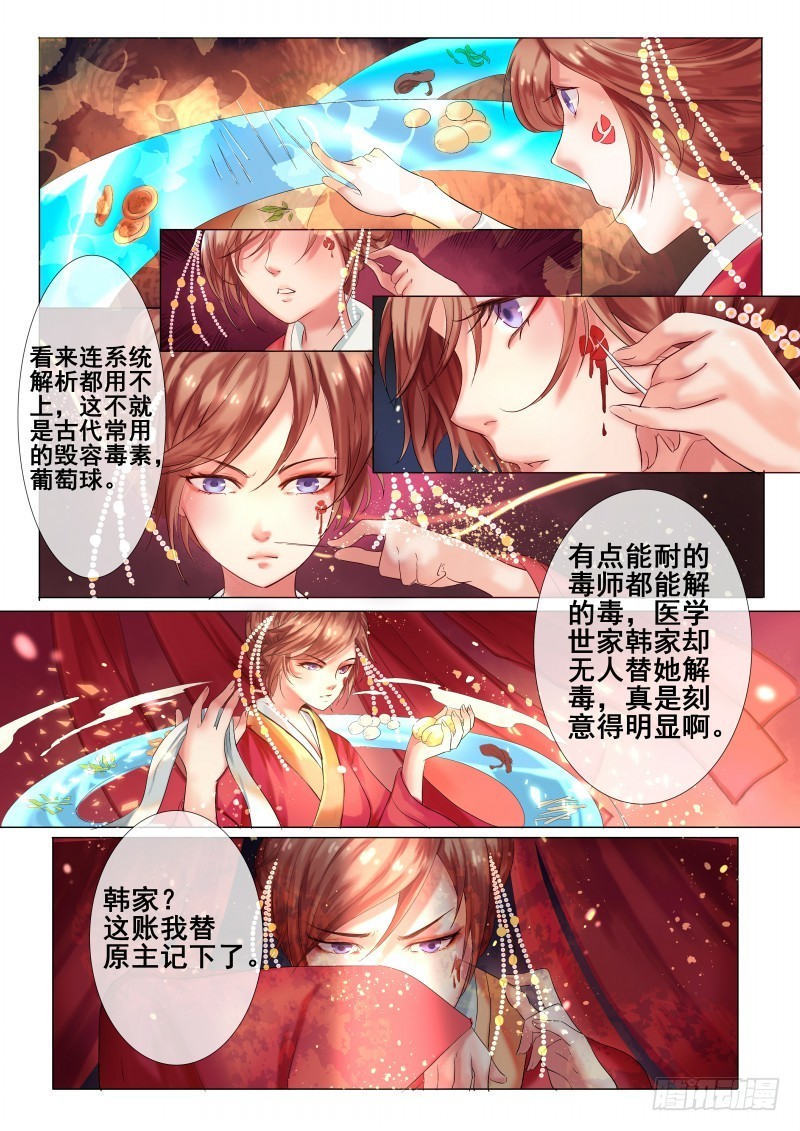 看来连系统
解析都用不
上，这不就
是古代常用
的毁容毒素，
葡萄球。
有点能耐的
毒师都能解
的毒，医学
世家韩家却
无人替她解
毒，真是刻
意得明显啊。
韩家？
这账我替
原主记下了。
腾讯动漫